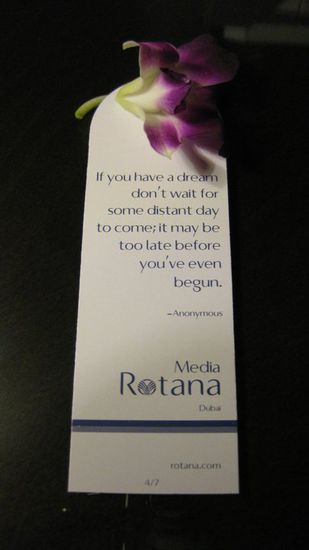 If you have a dream
don't wait for
some distant day
to come; it may be
too late before
you've even
begun.
–Anonymous
Media
Rotana
Dubai
rotana.com
4/7